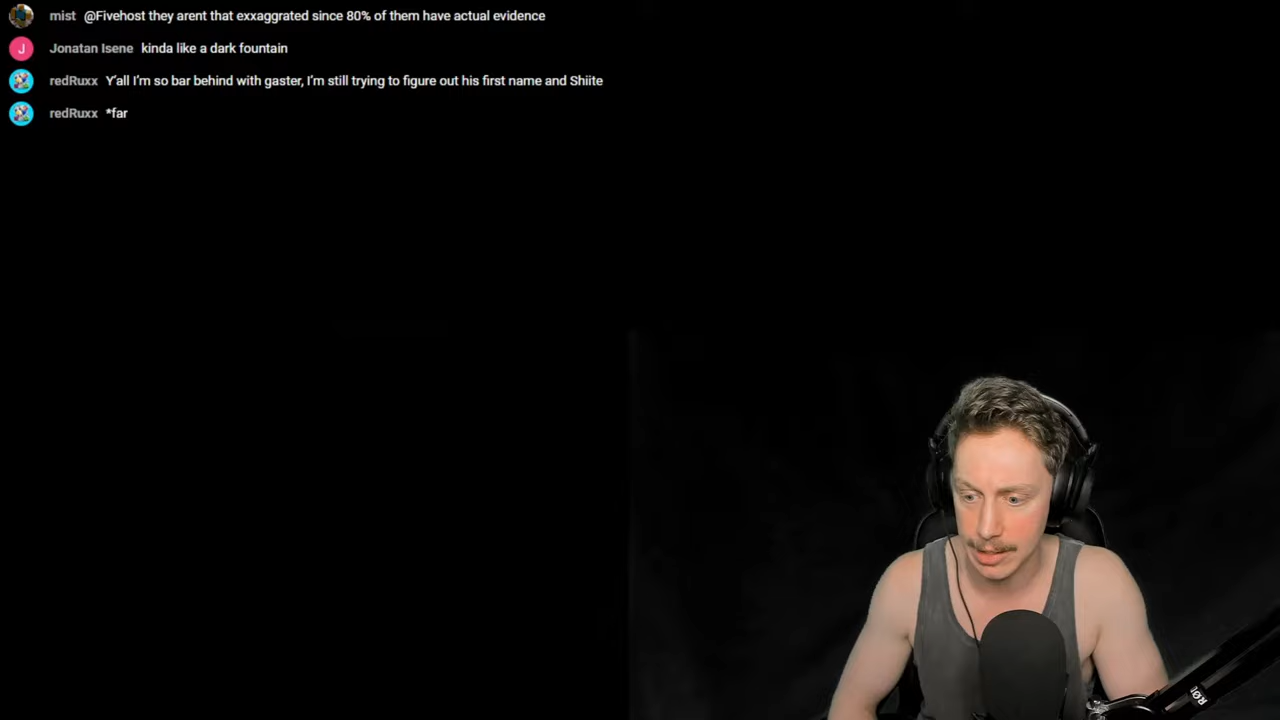 mist @Fivehost they arent that exxaggrated since 80% of them have actual evidence
J Jonatan Isene kinda like a dark fountain
redRuxx Y'all I'm so bar behind with gaster, I'm still trying to figure out his first name and Shiite
redRuxx *far
RØD